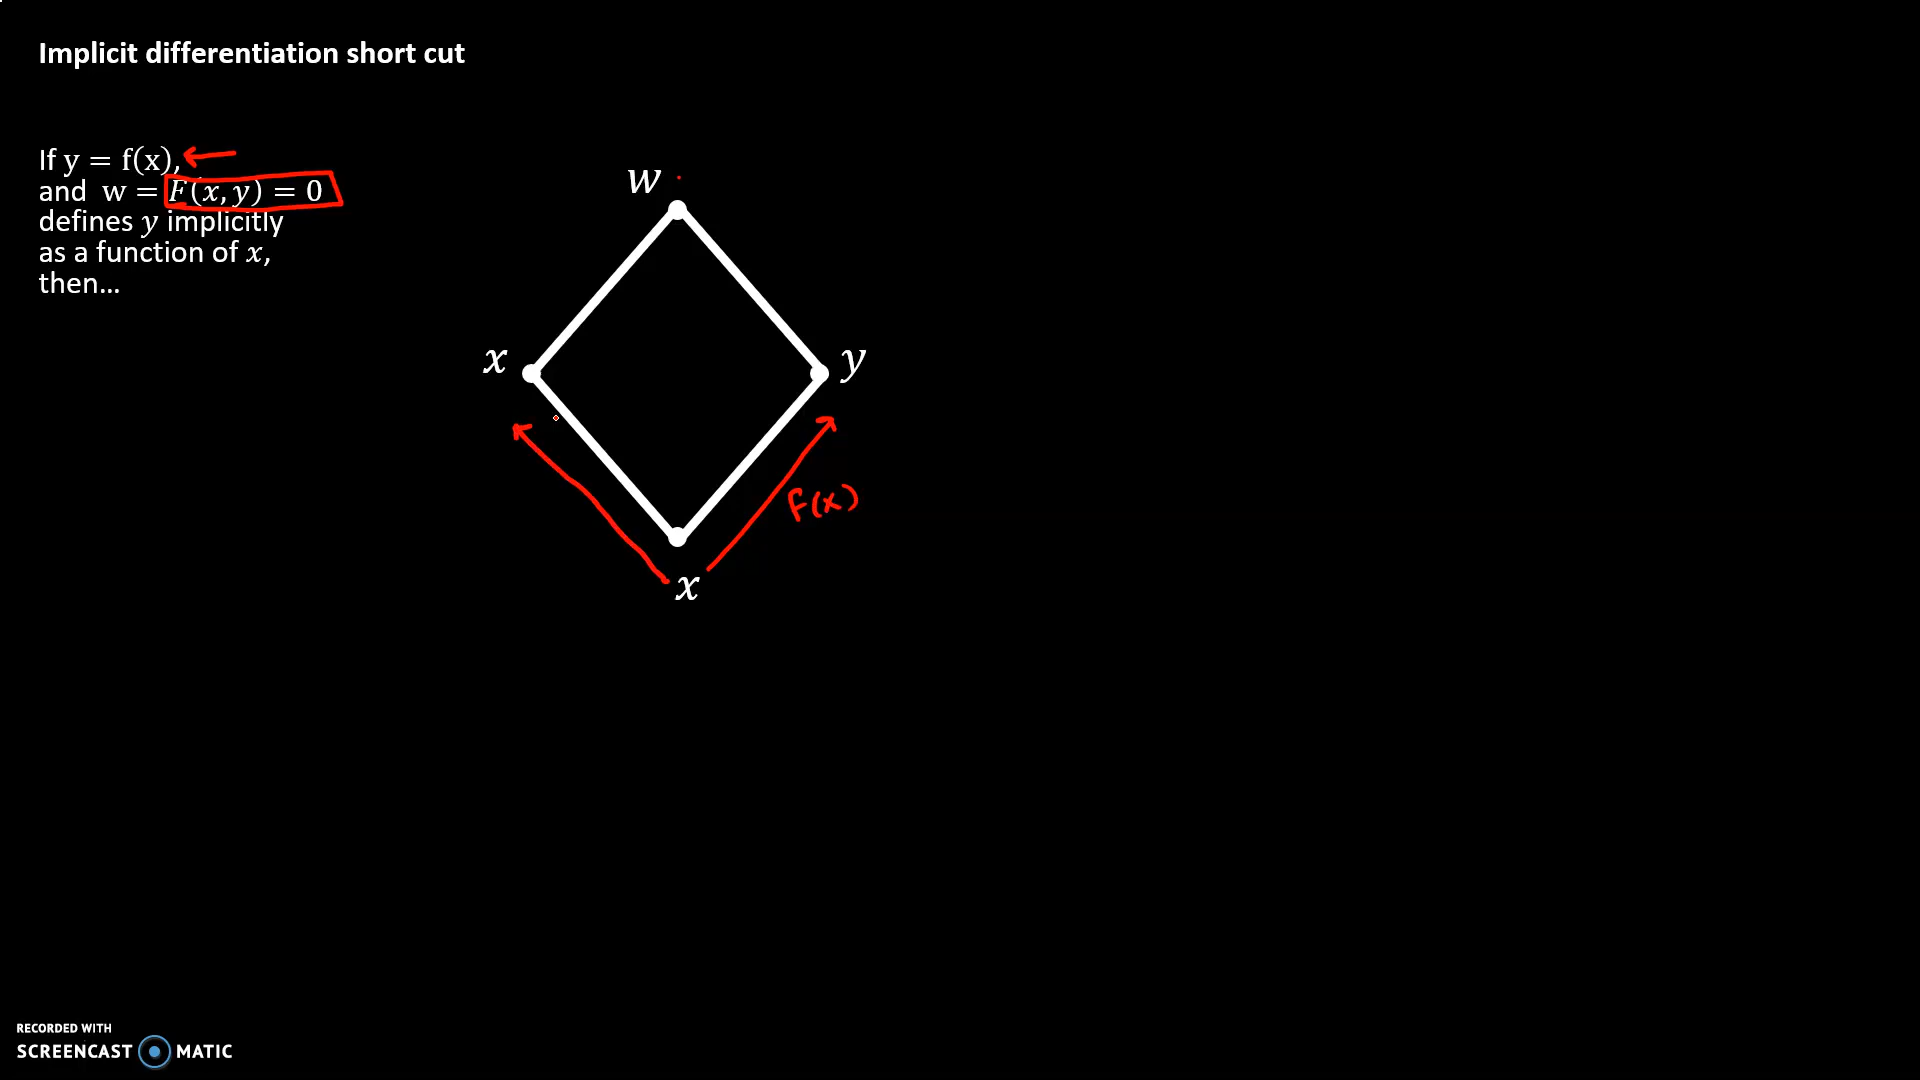 Implicit differentiation short cut
If y = f(x),
and w = F(x, y) = 0
defines y implicitly
as a function of x,
then...
w
x
y
f(x)
x
RECORDED WITH
SCREENCAST MATIC